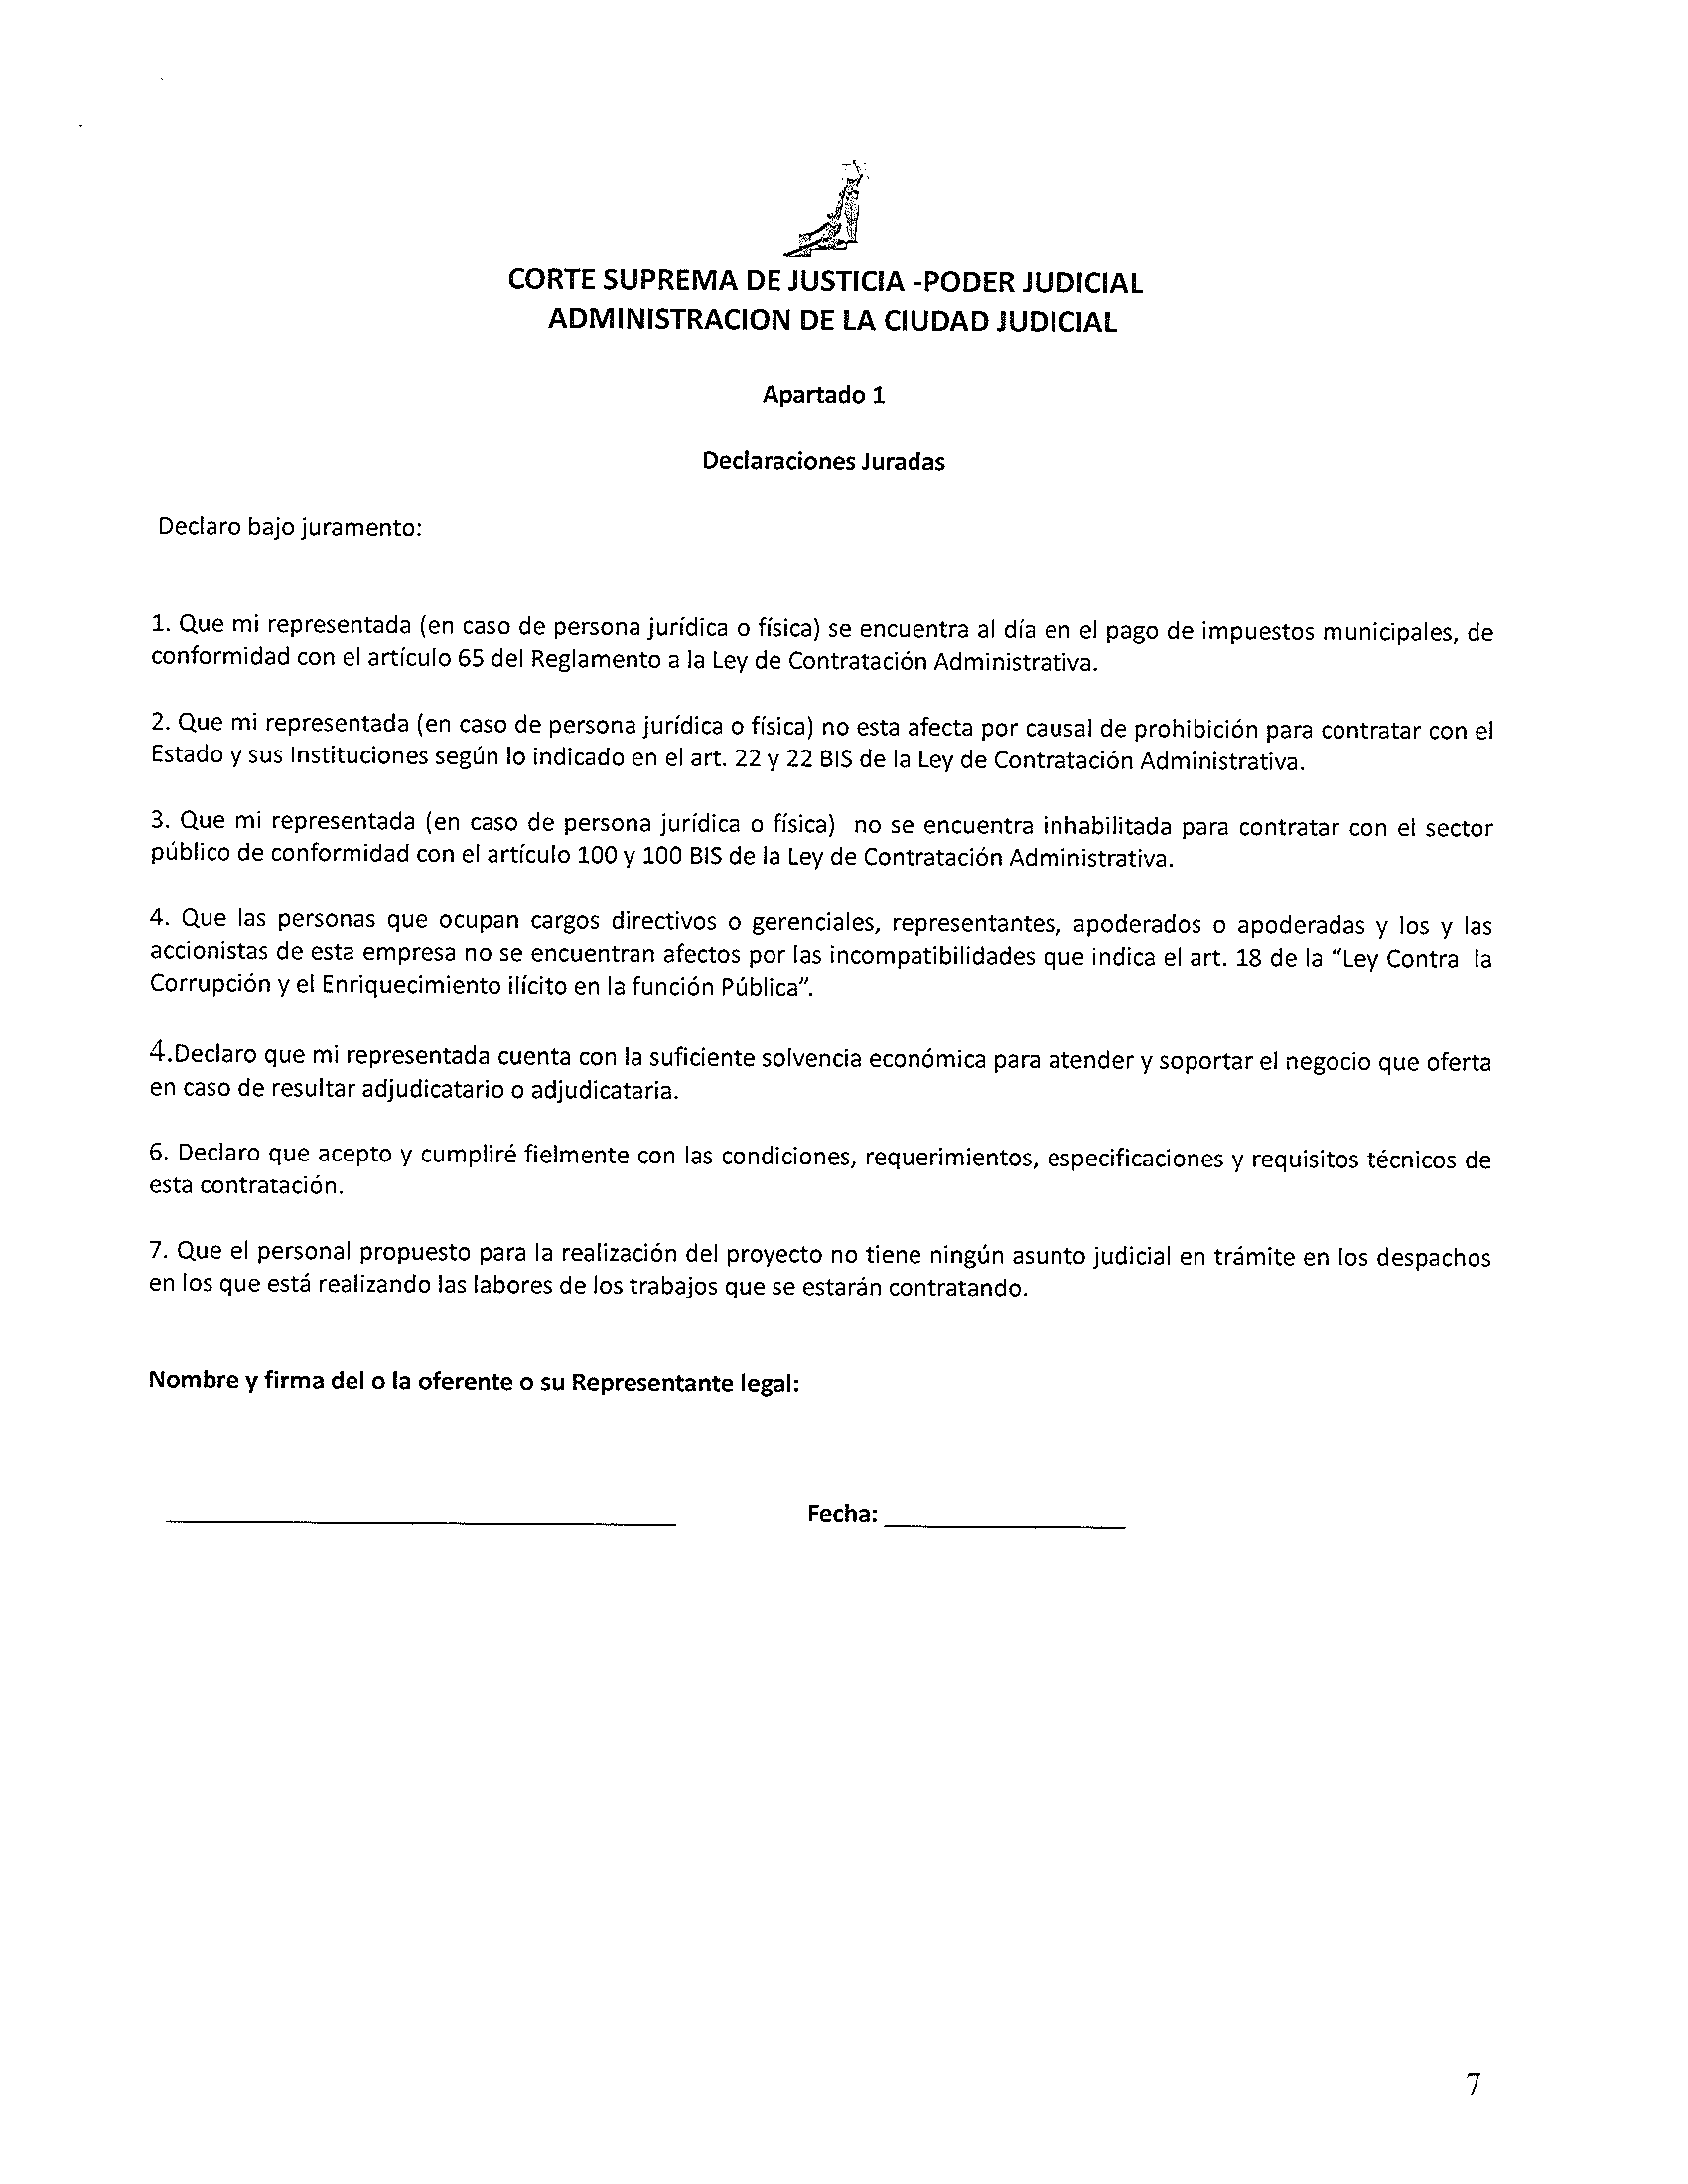 CORTE SUPREMA DE JUSTICIA -PODER JUDICIAL
ADMINISTRACION DE LA CIUDAD JUDICIAL
Apartado 1
Declaraciones Juradas
Declaro bajo juramento:
1. Que mi representada (en caso de persona jurídica o física) se encuentra al día en el pago de impuestos municipales, de
conformidad con el artículo 65 del Reglamento a la Ley de Contratación Administrativa.
2. Que mi representada (en caso de persona jurídica o física) no esta afecta por causal de prohibición para contratar con el
Estado y sus Instituciones según lo indicado en el art. 22 y 22 BIS de la Ley de Contratación Administrativa.
3. Que mi representada (en caso de persona jurídica o física) no se encuentra inhabilitada para contratar con el sector
público de conformidad con el artículo 100 y 100 BIS de la Ley de Contratación Administrativa.
4. Que las personas que ocupan cargos directivos o gerenciales, representantes, apoderados o apoderadas y los y las
accionistas de esta empresa no se encuentran afectos por las incompatibilidades que indica el art. 18 de la "Ley Contra la
Corrupción y el Enriquecimiento ilícito en la función Pública".
4.Declaro que mi representada cuenta con la suficiente solvencia económica para atender y soportar el negocio que oferta
en caso de resultar adjudicatario o adjudicataria.
6. Declaro que acepto y cumpliré fielmente con las condiciones, requerimientos, especificaciones y requisitos técnicos de
esta contratación.
7. Que el personal propuesto para la realización del proyecto no tiene ningún asunto judicial en trámite en los despachos
en los que está realizando las labores de los trabajos que se estarán contratando.
Nombre y firma del o la oferente o su Representante legal:
Fecha:
7